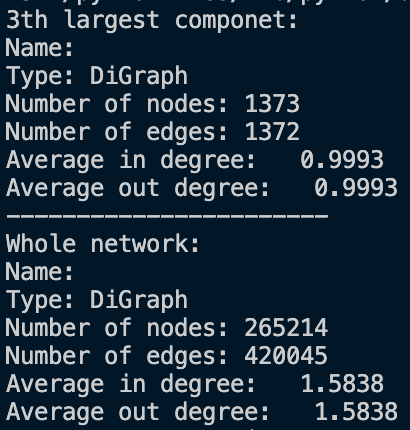 3th largest componet:
Name:
Type: DiGraph
Number of nodes: 1373
Number of edges: 1372
Average in degree:   0.9993
Average out degree:   0.9993
-----------------------
Whole network:
Name:
Type: DiGraph
Number of nodes: 265214
Number of edges: 420045
Average in degree:   1.5838
Average out degree:   1.5838